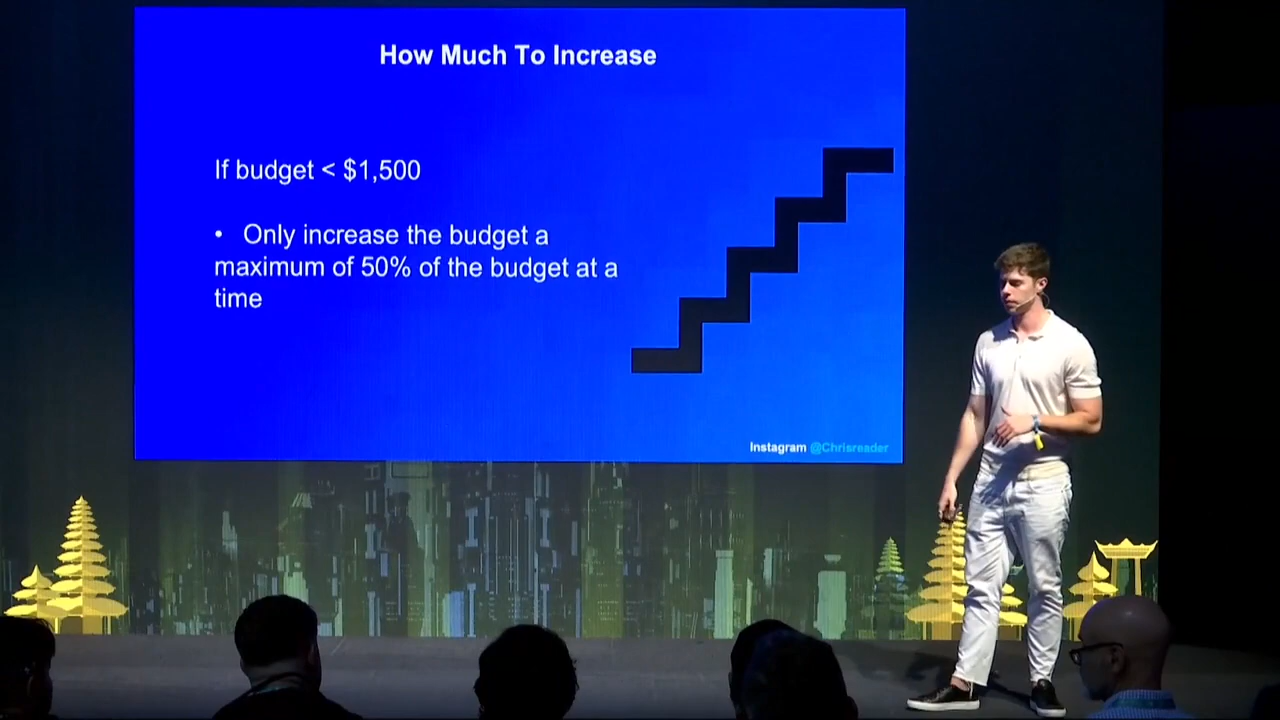 How Much To Increase
If budget < $1,500
• Only increase the budget a
maximum of 50% of the budget at a
time
Instagram @Chrisreader